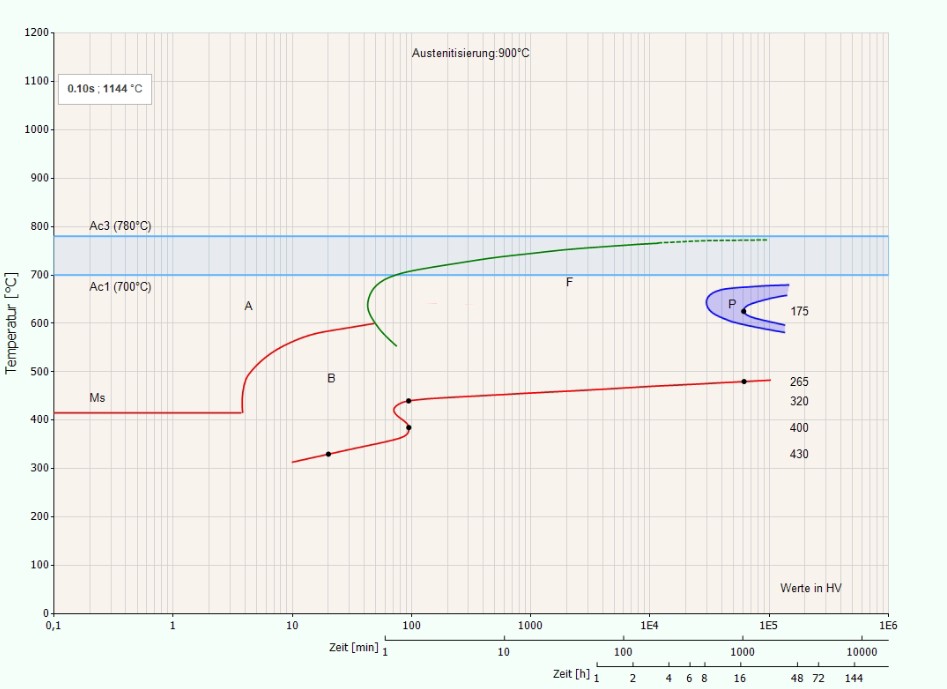 1200
Austenitisierung:900°C
1100
0.10s ; 1144 °C
1000
900
800
Ac3 (780°C)
700
Ac1 (700°C)
F
A
P
175
600
500
B
265
Ms
320
400
400
430
300
200
100
Werte in HV
0
0,1 1 10 100 1000 1E4 1E5 1E6
Temperatur [°C]
Zeit [min] 1 10 100 1000 10000
Zeit [h] 1 2 4 6 8 16 48 72 144